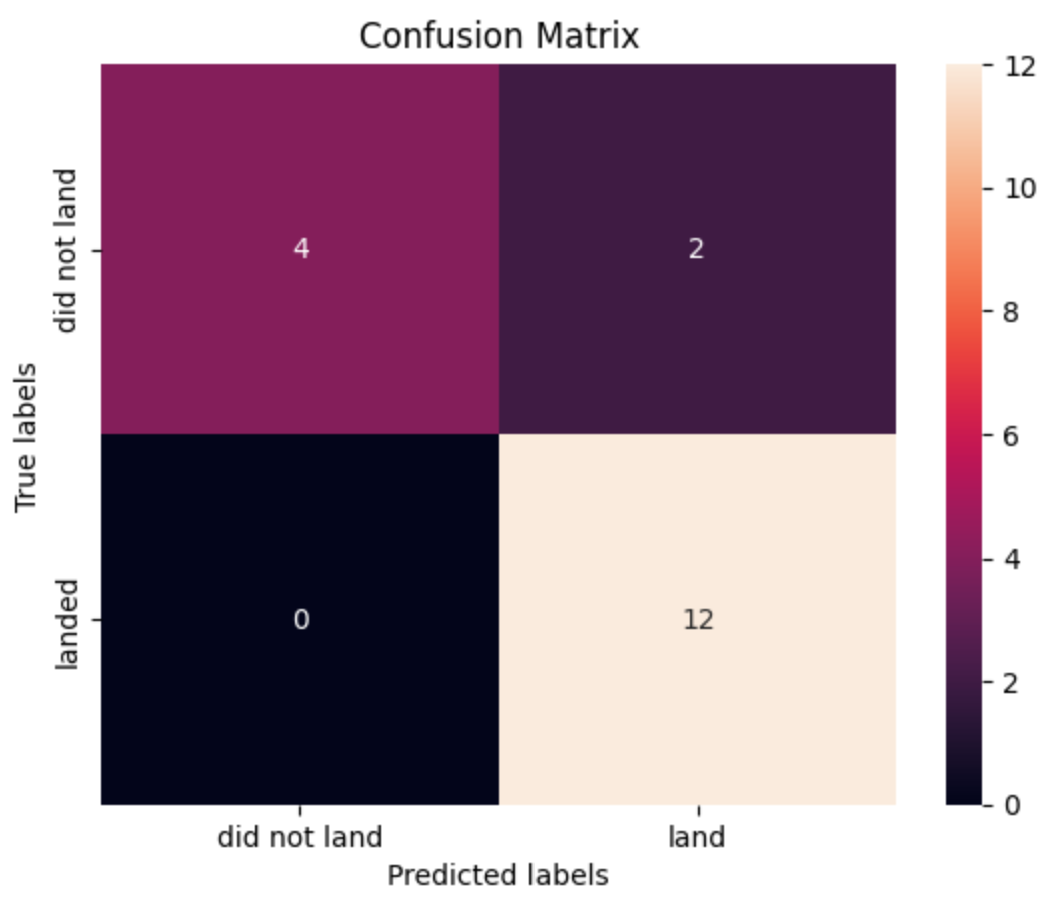 Confusion Matrix
True labels
did not land
landed
4
2
0
12
did not land
land
Predicted labels
12
10
8
6
4
2
0